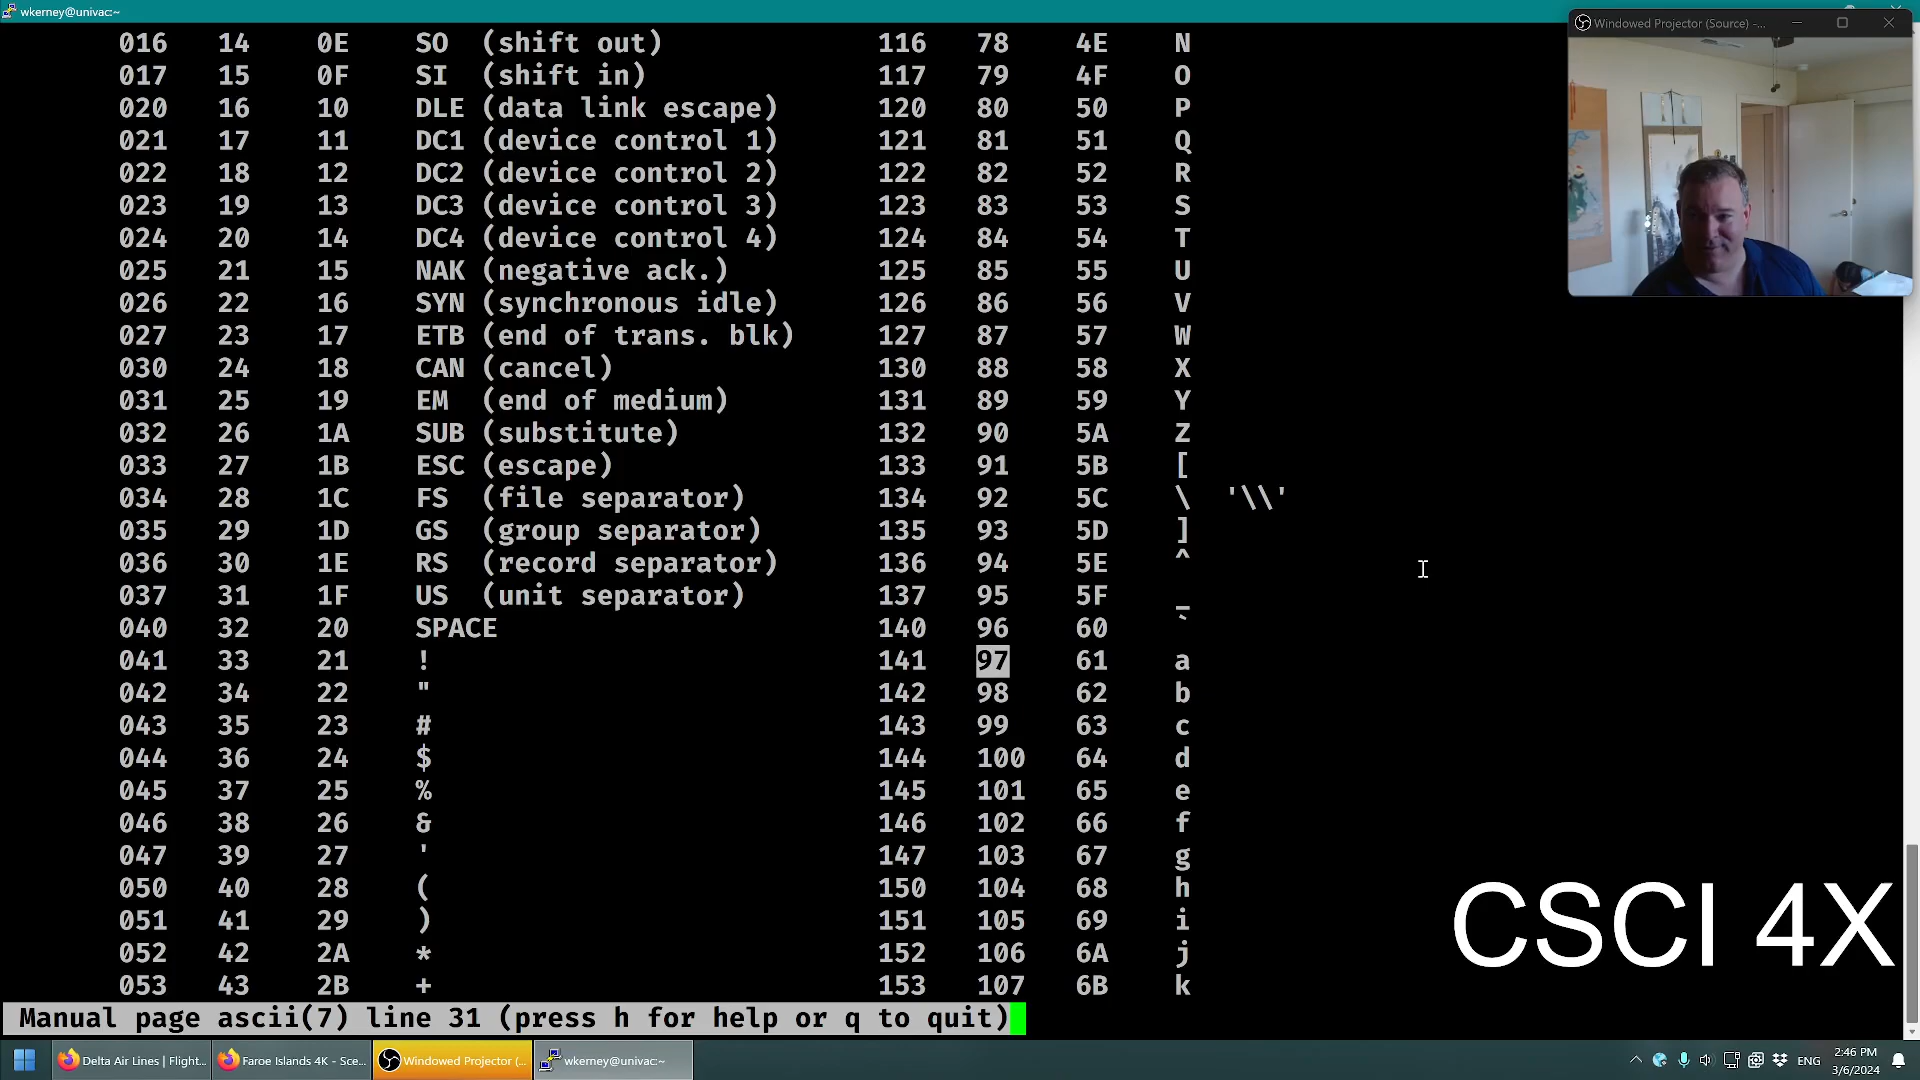 wkerney@univac:~
Windowed Projector (Source) -...
016 14 0E SO (shift out) 116 78 4E N
017 15 0F SI (shift in) 117 79 4F O
020 16 10 DLE (data link escape) 120 80 50 P
021 17 11 DC1 (device control 1) 121 81 51 Q
022 18 12 DC2 (device control 2) 122 82 52 R
023 19 13 DC3 (device control 3) 123 83 53 S
024 20 14 DC4 (device control 4) 124 84 54 T
025 21 15 NAK (negative ack.) 125 85 55 U
026 22 16 SYN (synchronous idle) 126 86 56 V
027 23 17 ETB (end of trans. blk) 127 87 57 W
030 24 18 CAN (cancel) 130 88 58 X
031 25 19 EM (end of medium) 131 89 59 Y
032 26 1A SUB (substitute) 132 90 5A Z
033 27 1B ESC (escape) 133 91 5B [
034 28 1C FS (file separator) 134 92 5C \ '\\'
035 29 1D GS (group separator) 135 93 5D ]
036 30 1E RS (record separator) 136 94 5E ^
037 31 1F US (unit separator) 137 95 5F _
040 32 20 SPACE 140 96 60 `
041 33 21 ! 141 97 61 a
042 34 22 " 142 98 62 b
043 35 23 # 143 99 63 c
044 36 24 $ 144 100 64 d
045 37 25 % 145 101 65 e
046 38 26 & 146 102 66 f
047 39 27 ' 147 103 67 g
050 40 28 ( 150 104 68 h
051 41 29 ) 151 105 69 i
052 42 2A * 152 106 6A j
053 43 2B + 153 107 6B k
CSCI 4X
Manual page ascii(7) line 31 (press h for help or q to quit)
Delta Air Lines | Flight...
Faroe Islands 4K - Sce...
Windowed Projector (...
wkerney@univac:~
ENG
2:46 PM
3/6/2024